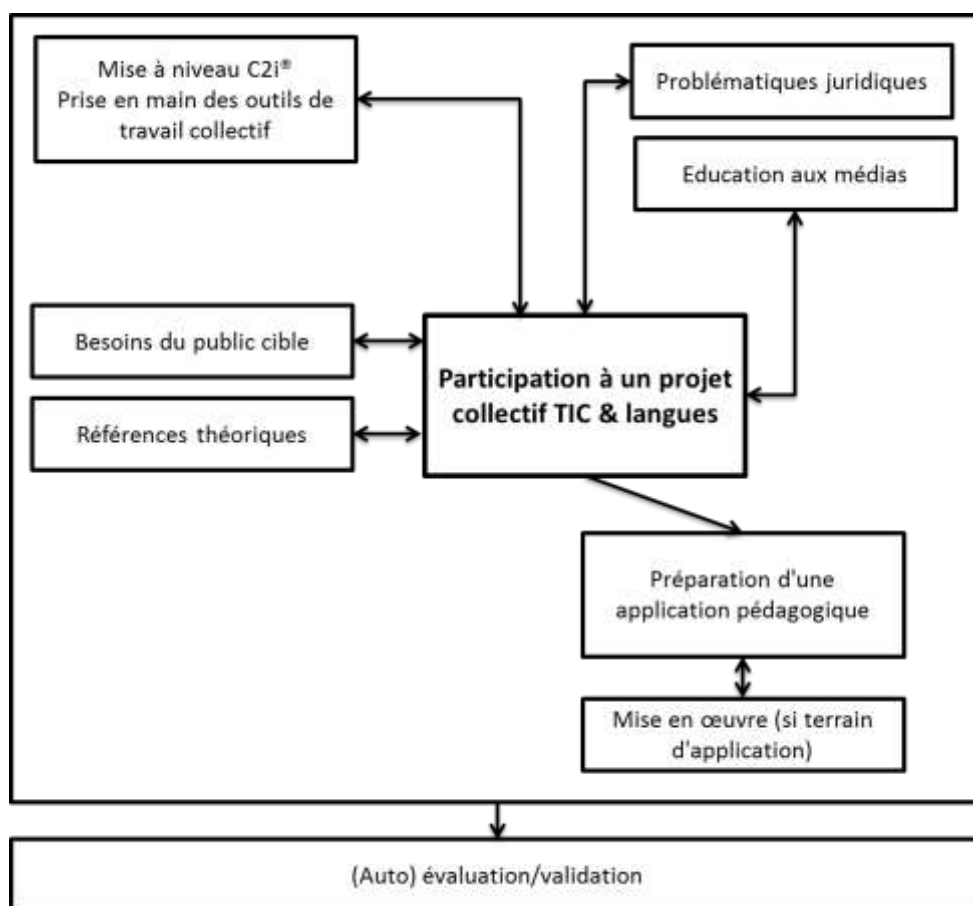 Mise à niveau C2i®
Prise en main des outils de
travail collectif
Problématiques juridiques
Education aux médias
Besoins du public cible
Références théoriques
Participation à un projet
collectif TIC & langues
Préparation d'une
application pédagogique
Mise en œuvre (si terrain
d'application)
(Auto) évaluation/validation